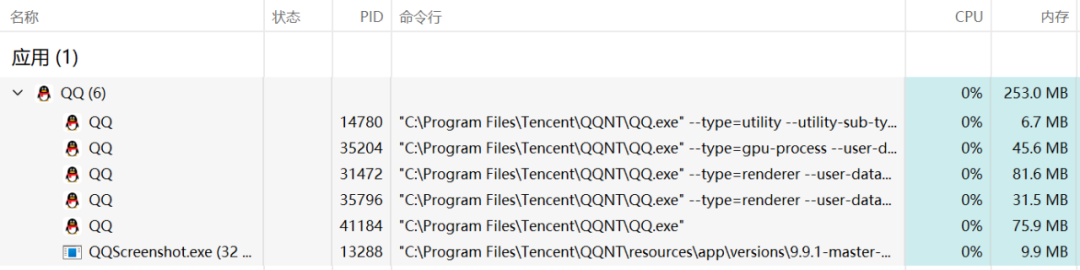 名称 状态 PID 命令行 CPU 内存
应用 (1)
QQ (6) 0% 253.0 MB
QQ 14780 "C:\Program Files\Tencent\QQNT\QQ.exe" --type=utility --utility-sub-ty... 0% 6.7 MB
QQ 35204 "C:\Program Files\Tencent\QQNT\QQ.exe" --type=gpu-process --user-d... 0% 45.6 MB
QQ 31472 "C:\Program Files\Tencent\QQNT\QQ.exe" --type=renderer --user-data... 0% 81.6 MB
QQ 35796 "C:\Program Files\Tencent\QQNT\QQ.exe" --type=renderer --user-data... 0% 31.5 MB
QQ 41184 "C:\Program Files\Tencent\QQNT\QQ.exe" 0% 75.9 MB
QQScreenshot.exe (32 ... 13288 "C:\Program Files\Tencent\QQNT\resources\app\versions\9.9.1-master-... 0% 9.9 MB